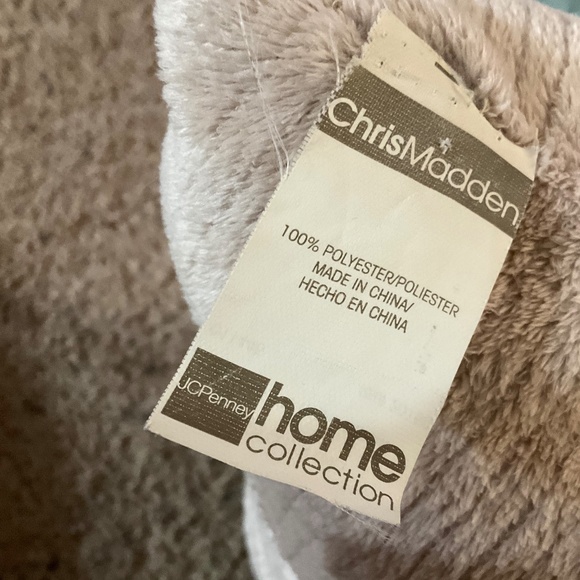 ChrisMadden
100% POLYESTER/POLIESTER
MADE IN CHINA/
HECHO EN CHINA
JCPenney
home
collection